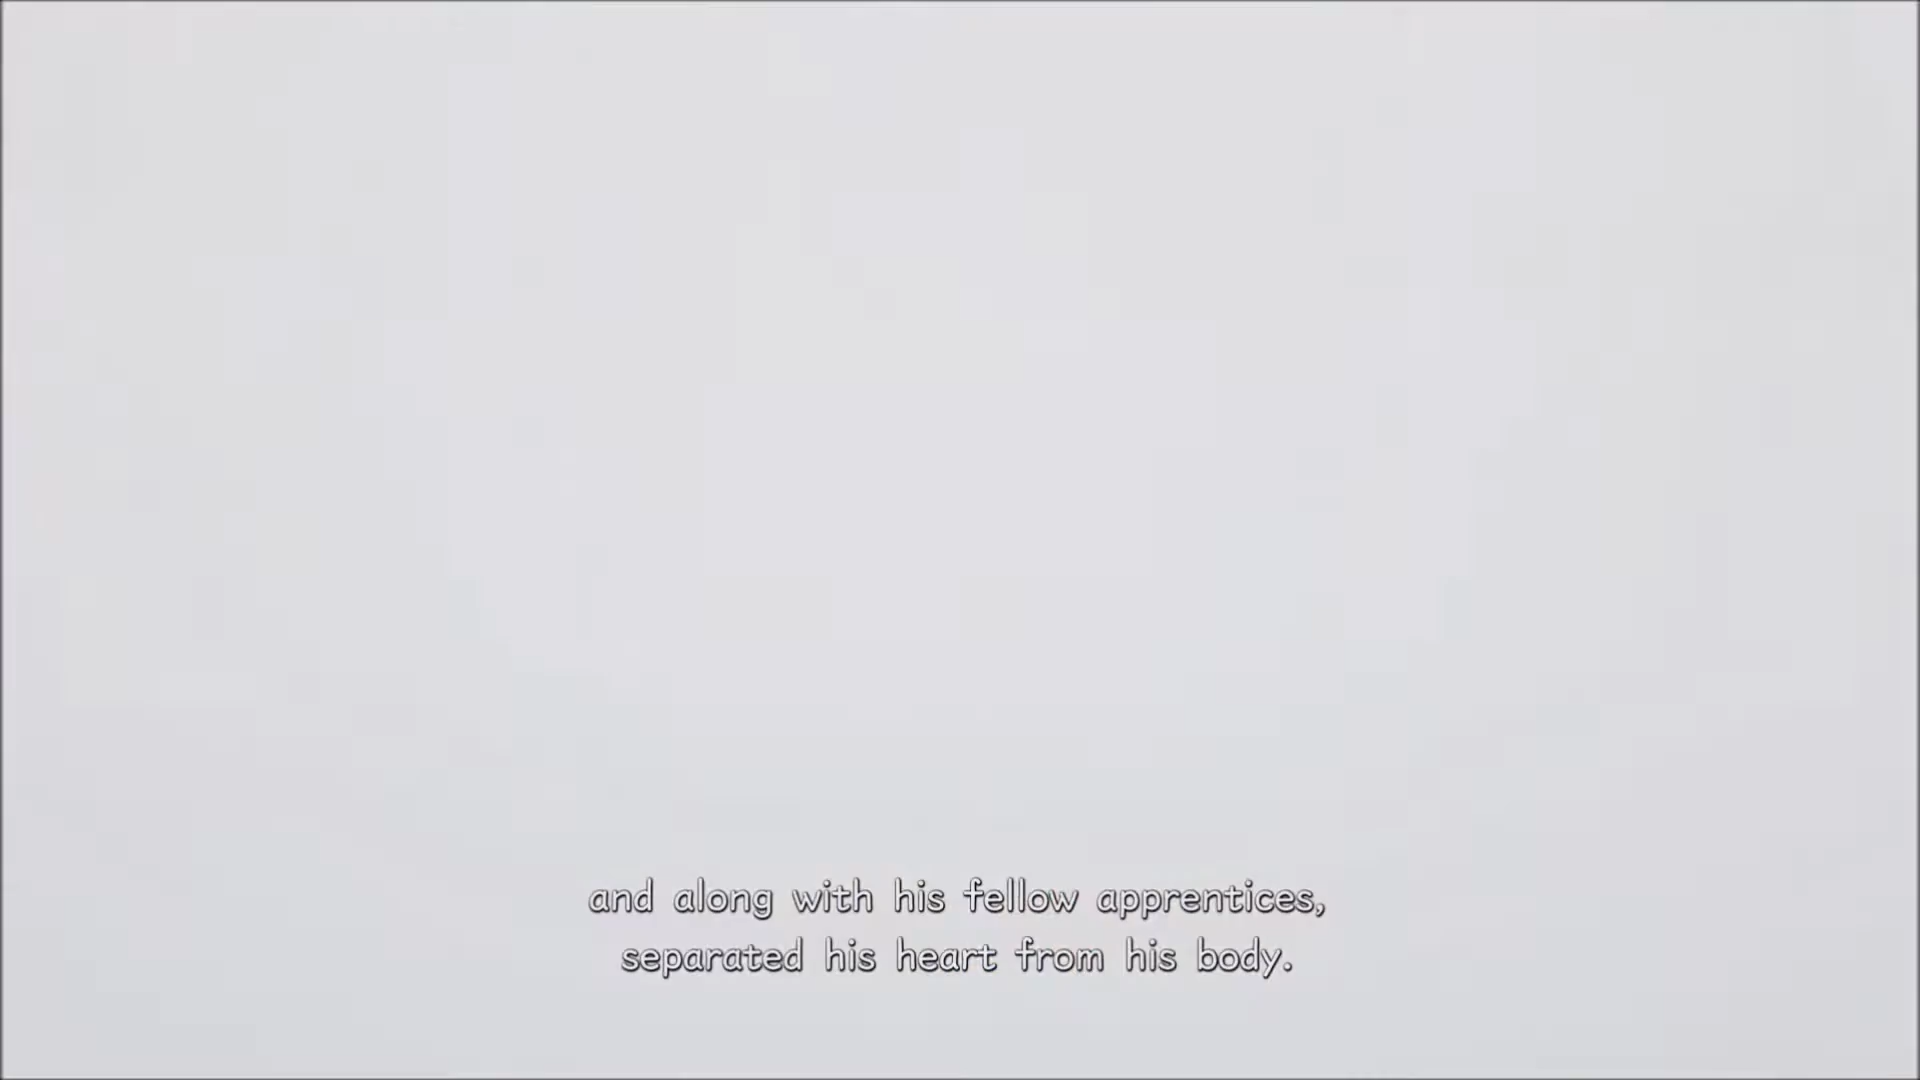 and along with his fellow apprentices,
separated his heart from his body.